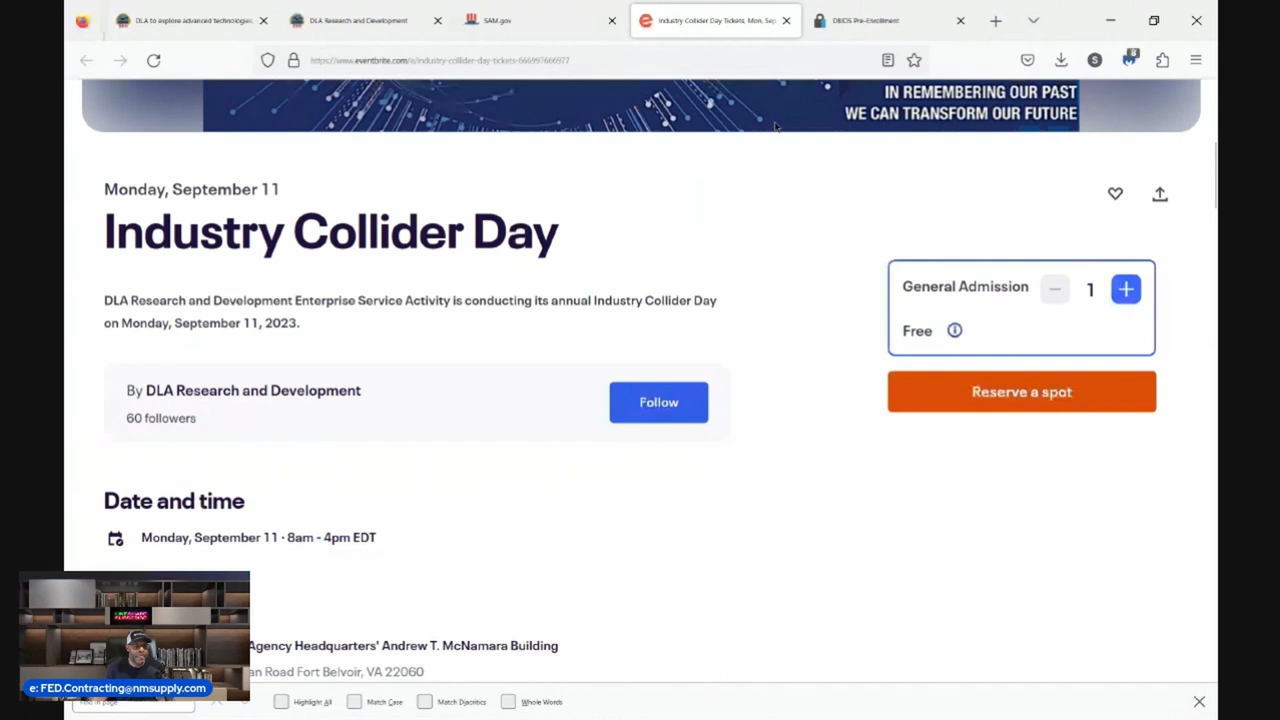 DLA to explore advanced technologies
DLA Research and Development
SAM.gov
Industry Collider Day Tickets, Mon, Sep
DBIDS Pre-Enrollment
https://www.eventbrite.com/e/industry-collider-day-tickets-666997666977
S
8
IN REMEMBERING OUR PAST
WE CAN TRANSFORM OUR FUTURE
Monday, September 11
Industry Collider Day
DLA Research and Development Enterprise Service Activity is conducting its annual Industry Collider Day
on Monday, September 11, 2023.
General Admission
1
Free
Reserve a spot
By DLA Research and Development
60 followers
Follow
Date and time
Monday, September 11 · 8am - 4pm EDT
Agency Headquarters' Andrew T. McNamara Building
an Road Fort Belvoir, VA 22060
e: FED.Contracting@nmsupply.com
Find in page
Highlight All
Match Case
Match Diacritics
Whole Words